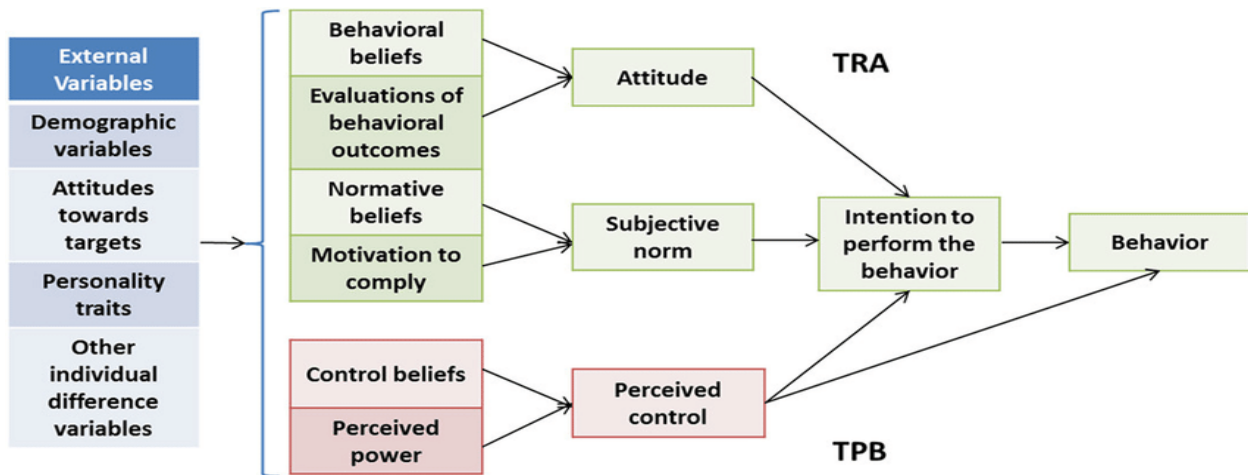 External
Variables
Demographic
variables
Attitudes
towards
targets
Personality
traits
Other
individual
difference
variables
Behavioral
beliefs
Evaluations of
behavioral
outcomes
Normative
beliefs
Motivation to
comply
Control beliefs
Perceived
power
Attitude
Subjective
norm
Perceived
control
TRA
Intention to
perform the
behavior
Behavior
TPB